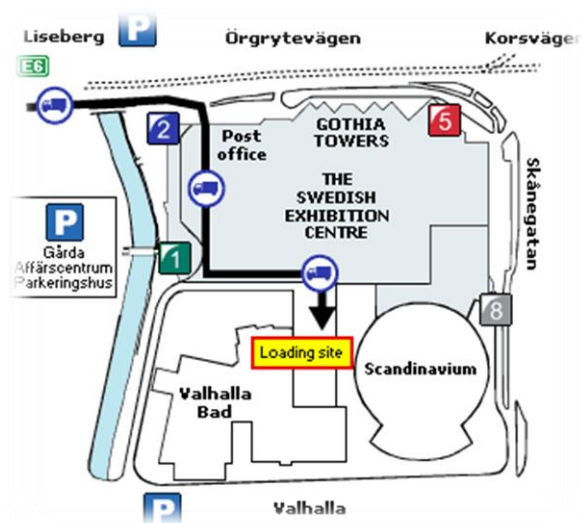 Liseberg
P
Örgrytevägen
Korsvägen
E6
2
Post
office
GOTHIA
TOWERS
5
THE
SWEDISH
EXHIBITION
CENTRE
Skånegatan
P
Gårda
Affärscentrum
Parkeringshus
1
8
Loading site
Scandinavium
Valhalla
Bad
P
Valhalla